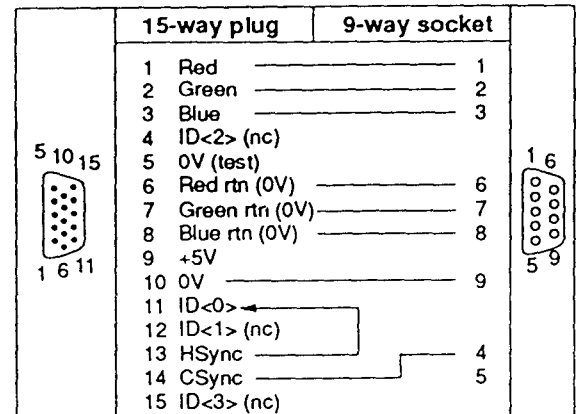 15-way plug 9-way socket
1 Red 1
2 Green 2
3 Blue 3
4 ID<2> (nc)
5 0V (test)
6 Red rtn (0V) 6
7 Green rtn (0V) 7
8 Blue rtn (0V) 8
9 +5V
10 0V 9
11 ID<0>
12 ID<1> (nc)
13 HSync 4
14 CSync 5
15 ID<3> (nc)
5 10 15
1 6 11
1 6
5 9